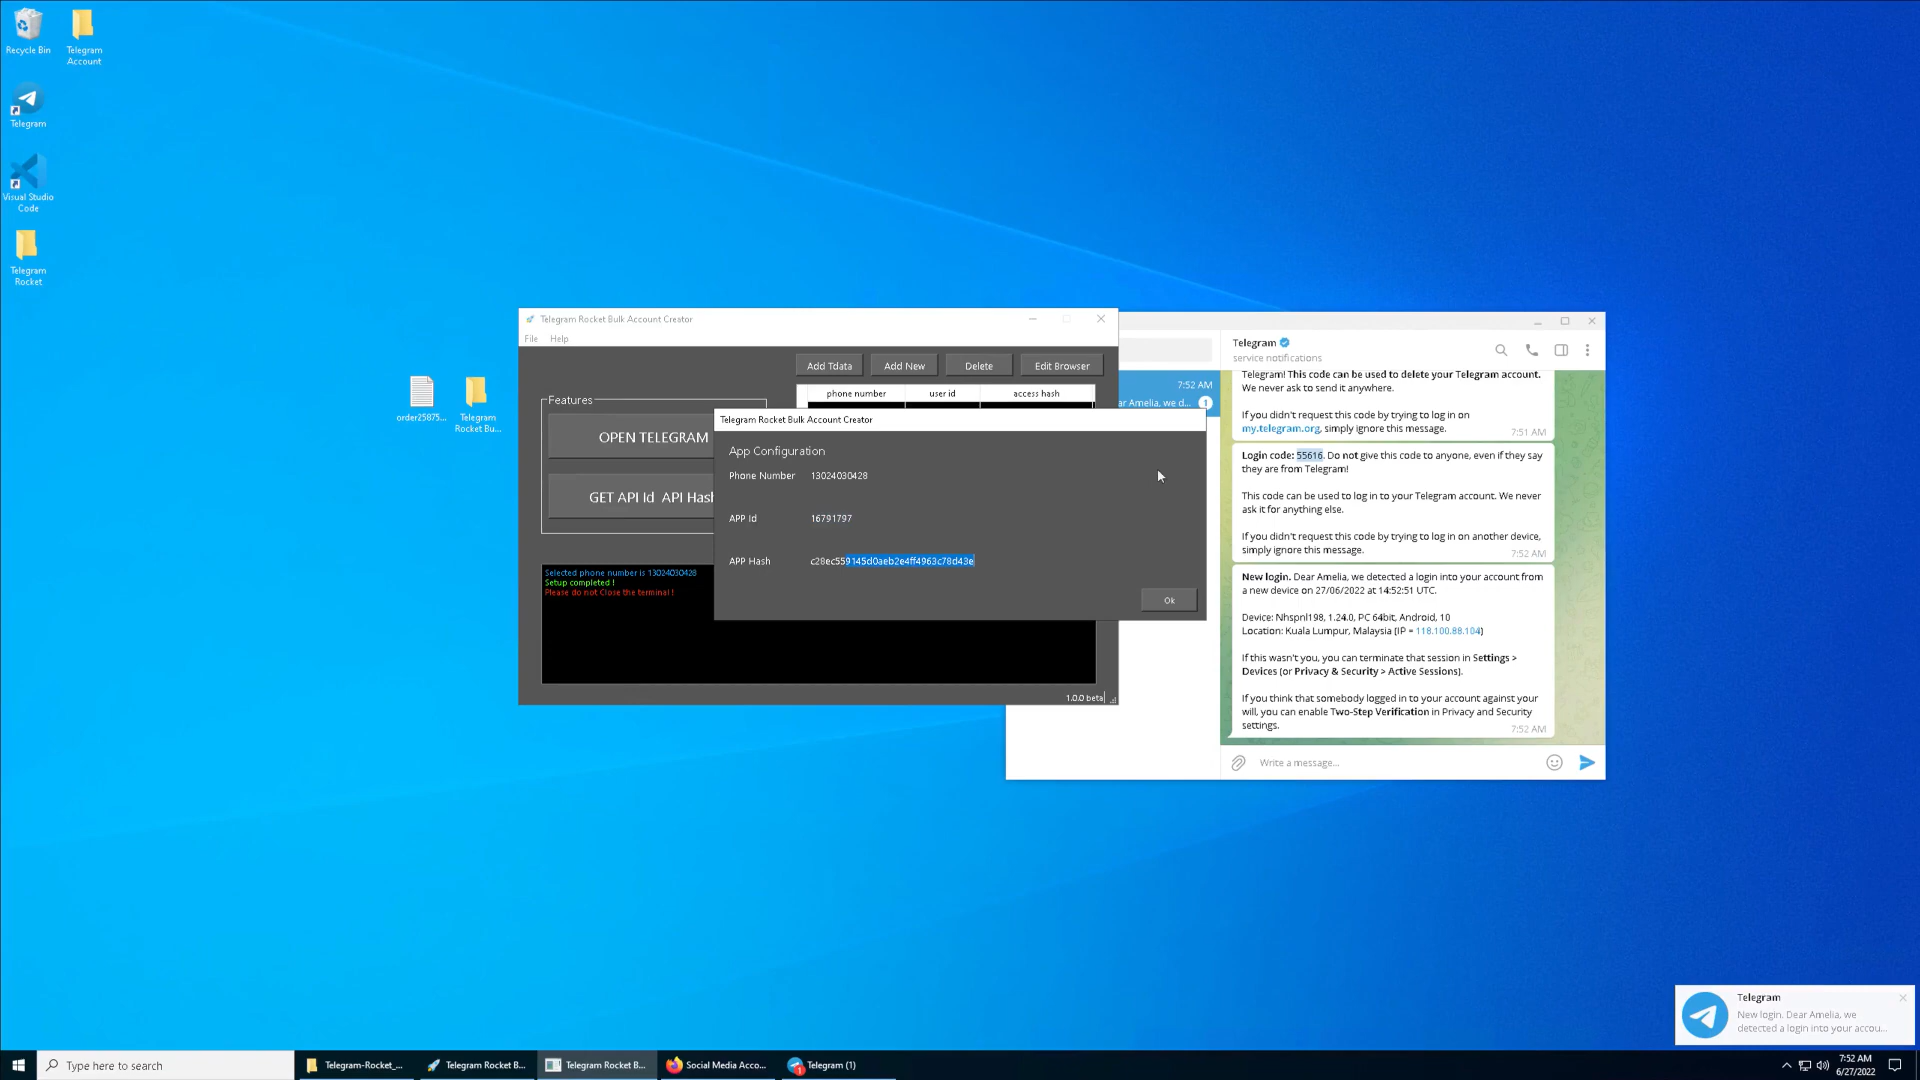 Recycle Bin
Telegram
Account
Telegram
Visual Studio
Code
Telegram
Rocket
order25875...
Telegram
Rocket Bu...
Telegram Rocket Bulk Account Creator
File Help
Add Tdata Add New Delete Edit Browser
phone number user id access hash
Features
OPEN TELEGRAM
GET API Id API Hash
Selected phone number is 13024030428
Setup completed !
Please do not Close the terminal !
1.0.0 beta
Telegram Rocket Bulk Account Creator
App Configuration
Phone Number 13024030428
APP Id 16791797
APP Hash c28ec559145d0aeb2e4ff4963c78d43e
Ok
7:52 AM
ar Amelia, we d... 1
Telegram
service notifications
Telegram! This code can be used to delete your Telegram account.
We never ask to send it anywhere.
If you didn't request this code by trying to log in on
my.telegram.org, simply ignore this message.
7:51 AM
Login code: 55616. Do not give this code to anyone, even if they say
they are from Telegram!
This code can be used to log in to your Telegram account. We never
ask it for anything else.
If you didn't request this code by trying to log in on another device,
simply ignore this message.
7:52 AM
New login. Dear Amelia, we detected a login into your account from
a new device on 27/06/2022 at 14:52:51 UTC.
Device: Nhspnl198, 1.24.0, PC 64bit, Android, 10
Location: Kuala Lumpur, Malaysia (IP = 118.100.88.104)
If this wasn't you, you can terminate that session in Settings >
Devices (or Privacy & Security > Active Sessions).
If you think that somebody logged in to your account against your
will, you can enable Two-Step Verification in Privacy and Security
settings.
7:52 AM
Write a message...
Telegram
New login. Dear Amelia, we
detected a login into your accou...
Type here to search
Telegram-Rocket_...
Telegram Rocket B...
Telegram Rocket B...
Social Media Acco...
Telegram (1)
7:52 AM
6/27/2022